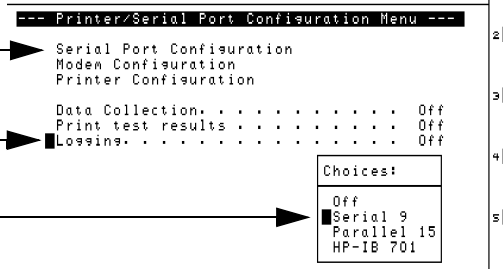 --- Printer/Serial Port Configuration Menu ---
Serial Port Configuration
Modem Configuration
Printer Configuration
Data Collection. . . . . . . . . . . . Off
Print test results . . . . . . . . . . Off
Logging. . . . . . . . . . . . . . . . Off
Choices:
Off
Serial 9
Parallel 15
HP-IB 701
2
3
4
5